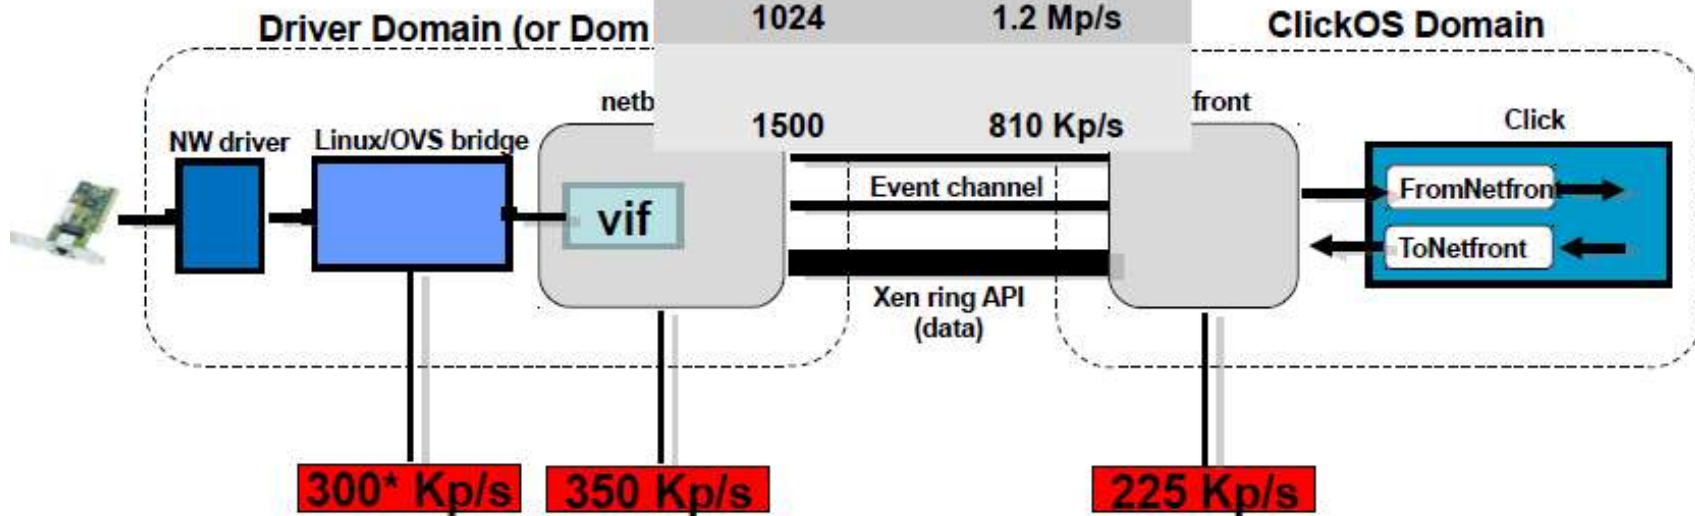 Driver Domain (or Dom
1024 1.2 Mp/s
ClickOS Domain
netb
1500 810 Kp/s
front
NW driver
Linux/OVS bridge
Click
Event channel
FromNetfront
vif
ToNetfront
Xen ring API
(data)
300* Kp/s
350 Kp/s
225 Kp/s